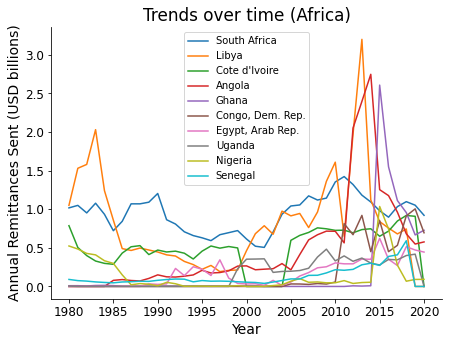 Trends over time (Africa)
Annual Remittances Sent (USD billions)
3.0
2.5
2.0
1.5
1.0
0.5
0.0
South Africa
Libya
Cote d'Ivoire
Angola
Ghana
Congo, Dem. Rep.
Egypt, Arab Rep.
Uganda
Nigeria
Senegal
1980 1985 1990 1995 2000 2005 2010 2015 2020
Year